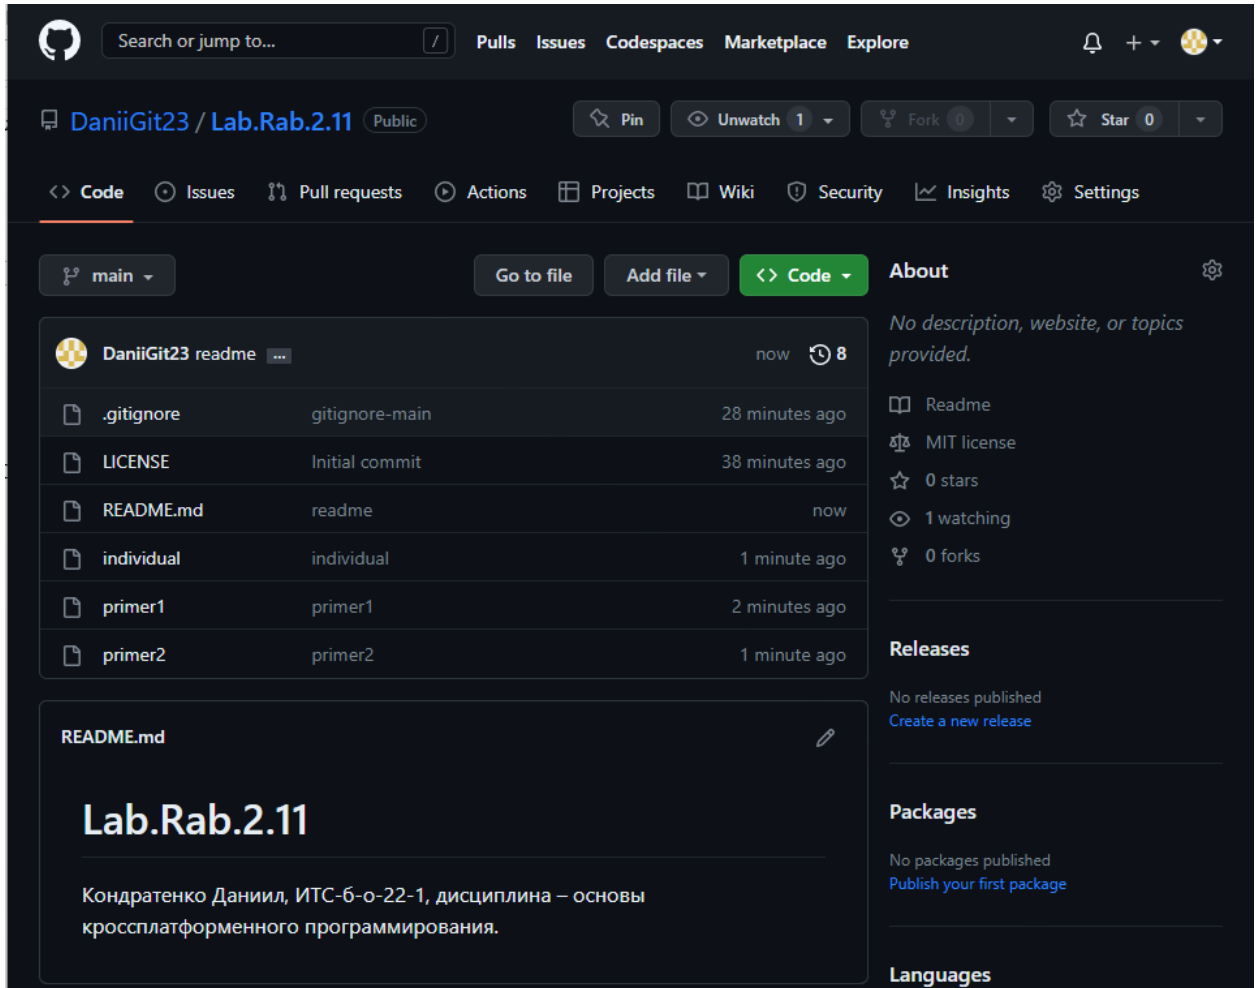 Search or jump to... /
Pulls Issues Codespaces Marketplace Explore
DaniiGit23 / Lab.Rab.2.11 Public
Pin Unwatch 1 Fork 0 Star 0
Code Issues Pull requests Actions Projects Wiki Security Insights Settings
main Go to file Add file Code
DaniiGit23 readme ... now 8
.gitignore gitignore-main 28 minutes ago
LICENSE Initial commit 38 minutes ago
README.md readme now
individual individual 1 minute ago
primer1 primer1 2 minutes ago
primer2 primer2 1 minute ago
README.md
Lab.Rab.2.11
Кондратенко Даниил, ИТС-б-о-22-1, дисциплина – основы
кроссплатформенного программирования.
About
No description, website, or topics
provided.
Readme
MIT license
0 stars
1 watching
0 forks
Releases
No releases published
Create a new release
Packages
No packages published
Publish your first package
Languages